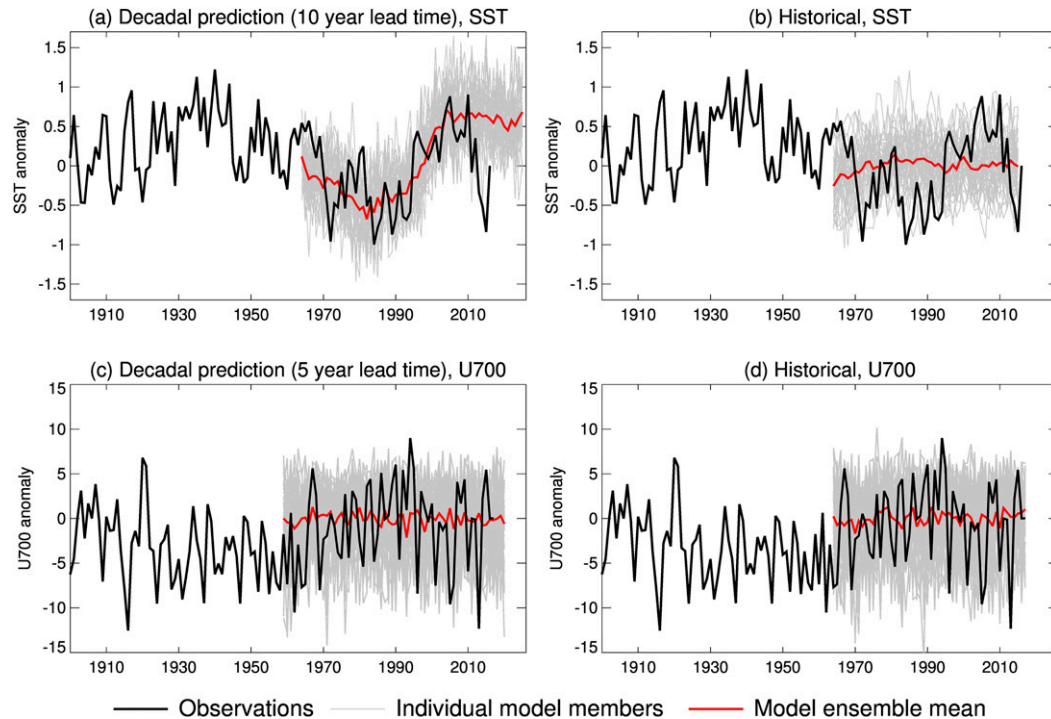 (a) Decadal prediction (10 year lead time), SST
SST anomaly
1.5
1
0.5
0
-0.5
-1
-1.5
1910 1930 1950 1970 1990 2010
(b) Historical, SST
SST anomaly
1.5
1
0.5
0
-0.5
-1
-1.5
1910 1930 1950 1970 1990 2010
(c) Decadal prediction (5 year lead time), U700
U700 anomaly
15
10
5
0
-5
-10
-15
1910 1930 1950 1970 1990 2010
(d) Historical, U700
U700 anomaly
15
10
5
0
-5
-10
-15
1910 1930 1950 1970 1990 2010
Observations Individual model members Model ensemble mean